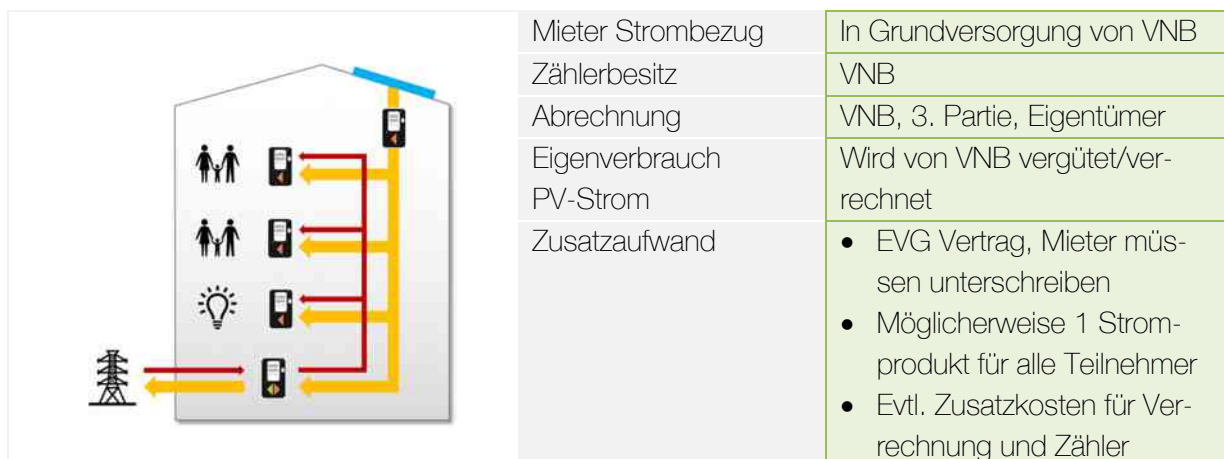 Mieter Strombezug
In Grundversorgung von VNB
Zählerbesitz
VNB
Abrechnung
VNB, 3. Partie, Eigentümer
Eigenverbrauch
PV-Strom
Wird von VNB vergütet/ver-
rechnet
Zusatzaufwand
• EVG Vertrag, Mieter müs-
sen unterschreiben
• Möglicherweise 1 Strom-
produkt für alle Teilnehmer
• Evtl. Zusatzkosten für Ver-
rechnung und Zähler